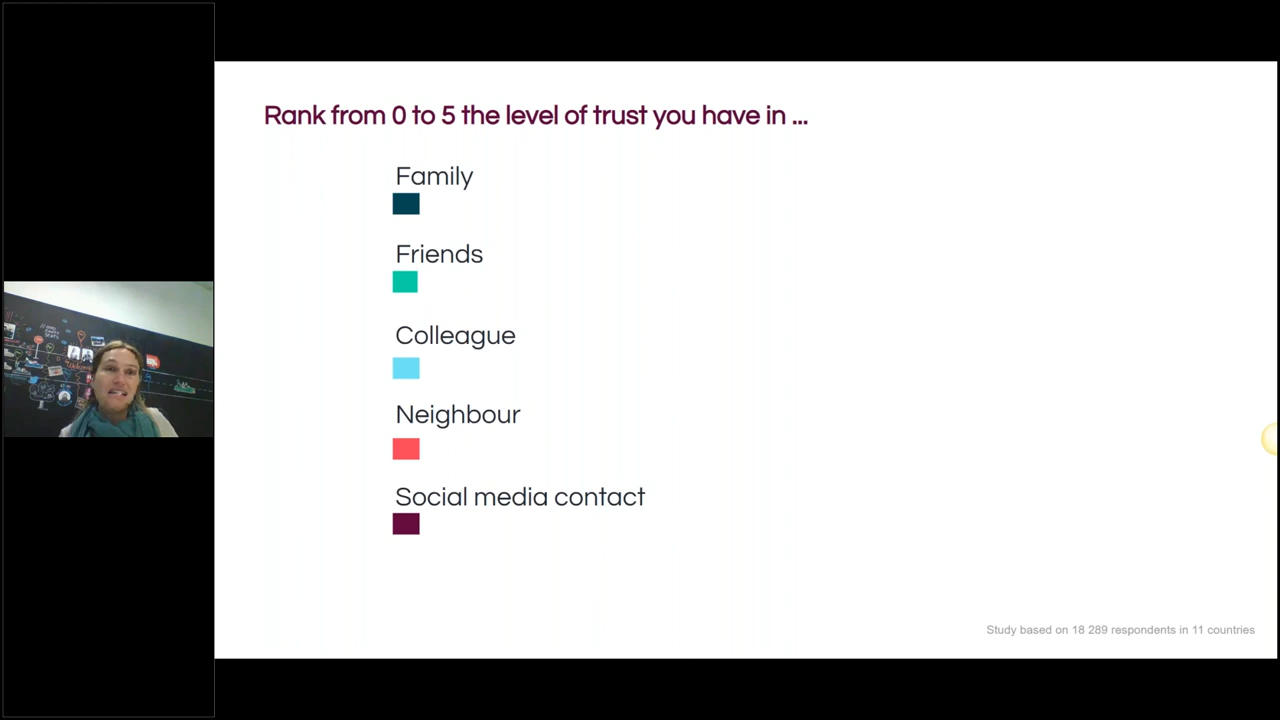 Rank from 0 to 5 the level of trust you have in ...
Family
Friends
Colleague
Neighbour
Social media contact
Study based on 18 289 respondents in 11 countries